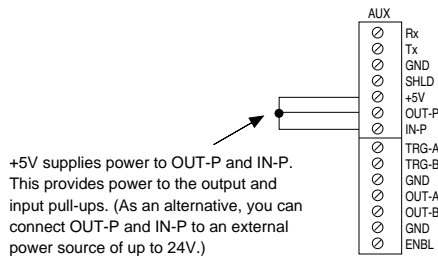 AUX
Rx
Tx
GND
SHLD
+5V
OUT-P
IN-P
TRG-A
TRG-B
GND
OUT-A
OUT-B
GND
ENBL
+5V supplies power to OUT-P and IN-P.
This provides power to the output and
input pull-ups. (As an alternative, you can
connect OUT-P and IN-P to an external
power source of up to 24V.)